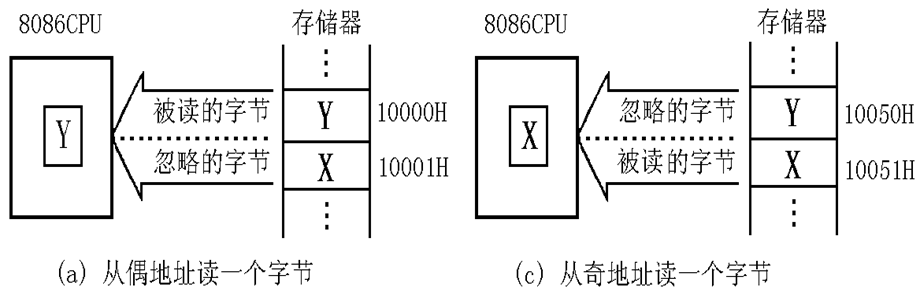 8086CPU
存储器
Y
被读的字节
忽略的字节
Y
10000H
X
10001H
(a) 从偶地址读一个字节
8086CPU
存储器
X
忽略的字节
被读的字节
Y
10050H
X
10051H
(c) 从奇地址读一个字节